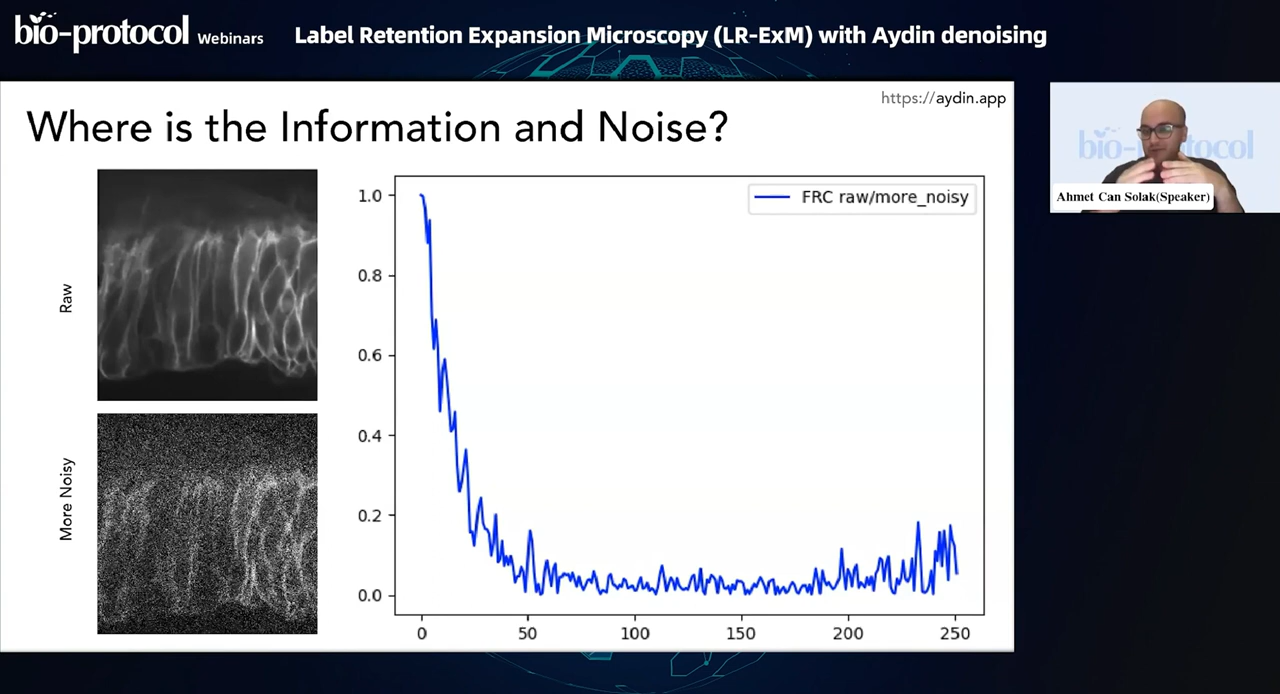 bio-protocol Webinars
Label Retention Expansion Microscopy (LR-ExM) with Aydin denoising
https://aydin.app
Where is the Information and Noise?
Raw
More Noisy
FRC raw/more_noisy
1.0
0.8
0.6
0.4
0.2
0.0
0 50 100 150 200 250
bio-protocol
Ahmet Can Solak(Speaker)